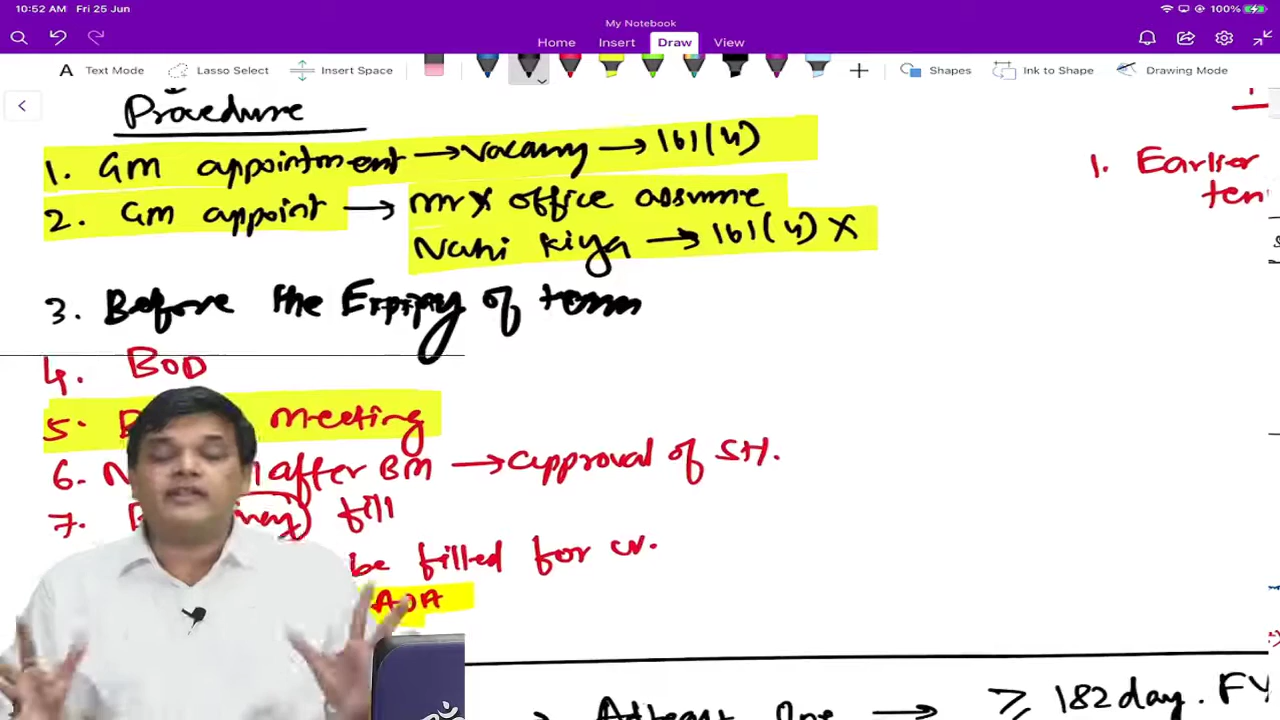 10:52 AM Fri 25 Jun
100%
My Notebook
Home Insert Draw View
Text Mode Lasso Select Insert Space Shapes Ink to Shape Drawing Mode
Procedure
1. GM appointment → Vacancy → 161(4)
2. GM appoint → Mr X office assume
Nahi kiya → 161(4) X
3. Before the Expiry of term
4. BOD
5. Meeting
6. after BM → approval of SH.
7. fill
be filled for
AOA
1. Earlier
ten
Atleast One → ≥ 182 day. FY